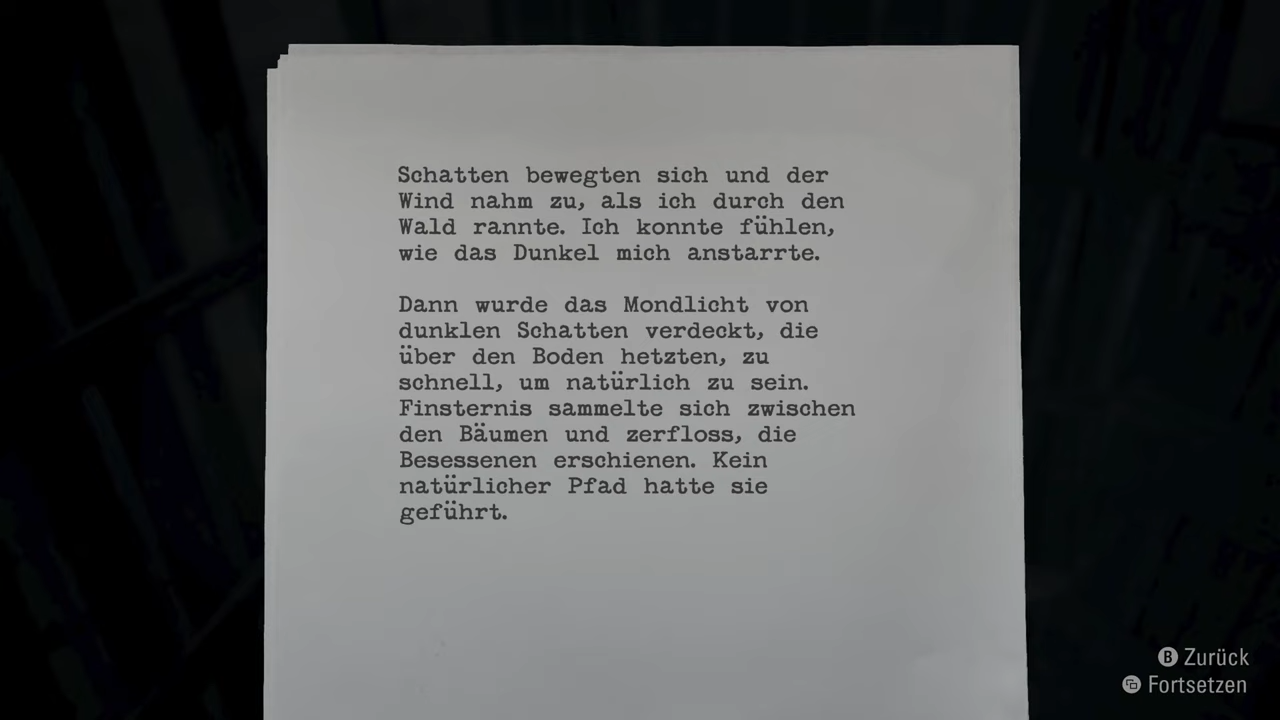 Schatten bewegten sich und der
Wind nahm zu, als ich durch den
Wald rannte. Ich konnte fühlen,
wie das Dunkel mich anstarrte.
Dann wurde das Mondlicht von
dunklen Schatten verdeckt, die
über den Boden hetzten, zu
schnell, um natürlich zu sein.
Finsternis sammelte sich zwischen
den Bäumen und zerfloss, die
Besessenen erschienen. Kein
natürlicher Pfad hatte sie
geführt.
B Zurück
Fortsetzen